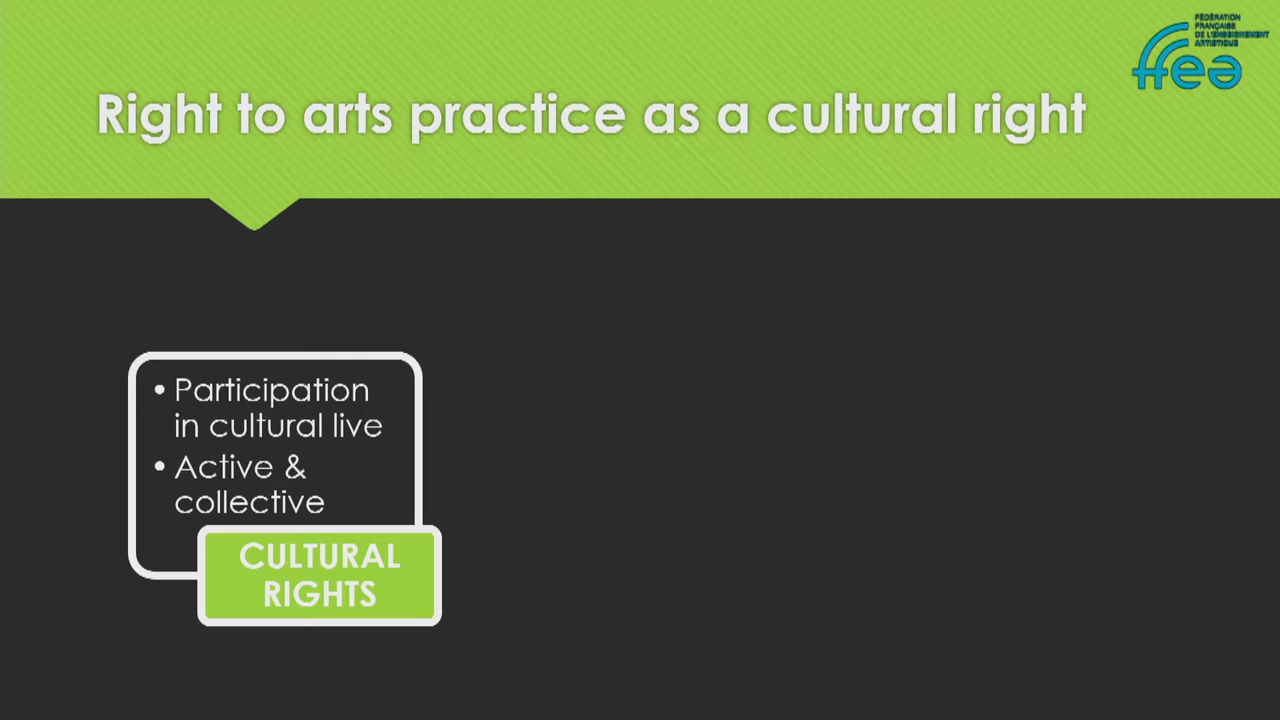 FÉDÉRATION
FRANÇAISE
DE L'ENSEIGNEMENT
ARTISTIQUE
ffea
Right to arts practice as a cultural right
• Participation
in cultural live
• Active &
collective
CULTURAL
RIGHTS